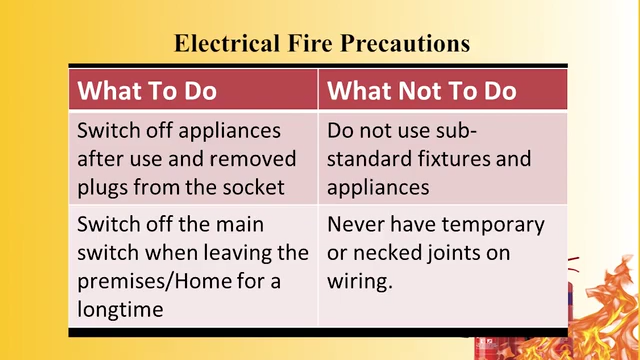 Electrical Fire Precautions
What To Do
What Not To Do
Switch off appliances
after use and removed
plugs from the socket
Do not use sub-
standard fixtures and
appliances
Switch off the main
switch when leaving the
premises/Home for a
longtime
Never have temporary
or necked joints on
wiring.